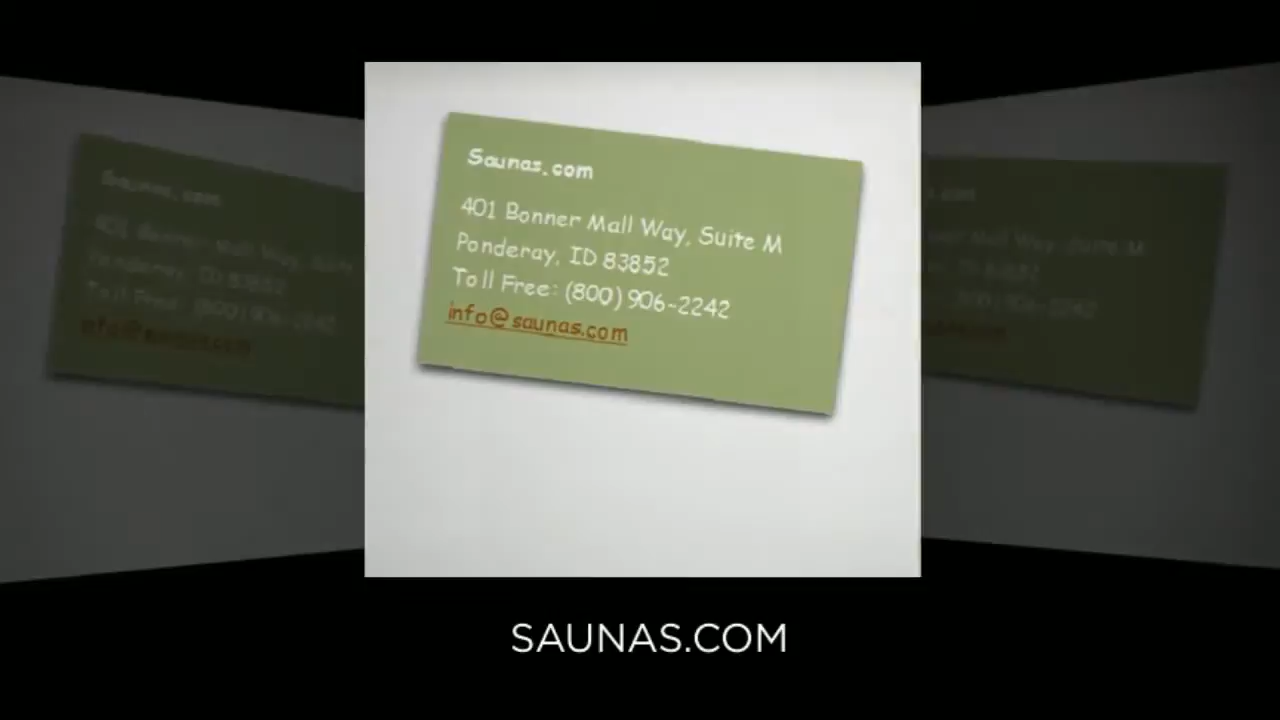 Saunas.com
401 Bonner Mall Way, Suite M
Ponderay, ID 83852
Toll Free: (800) 906-2242
info@saunas.com
SAUNAS.COM